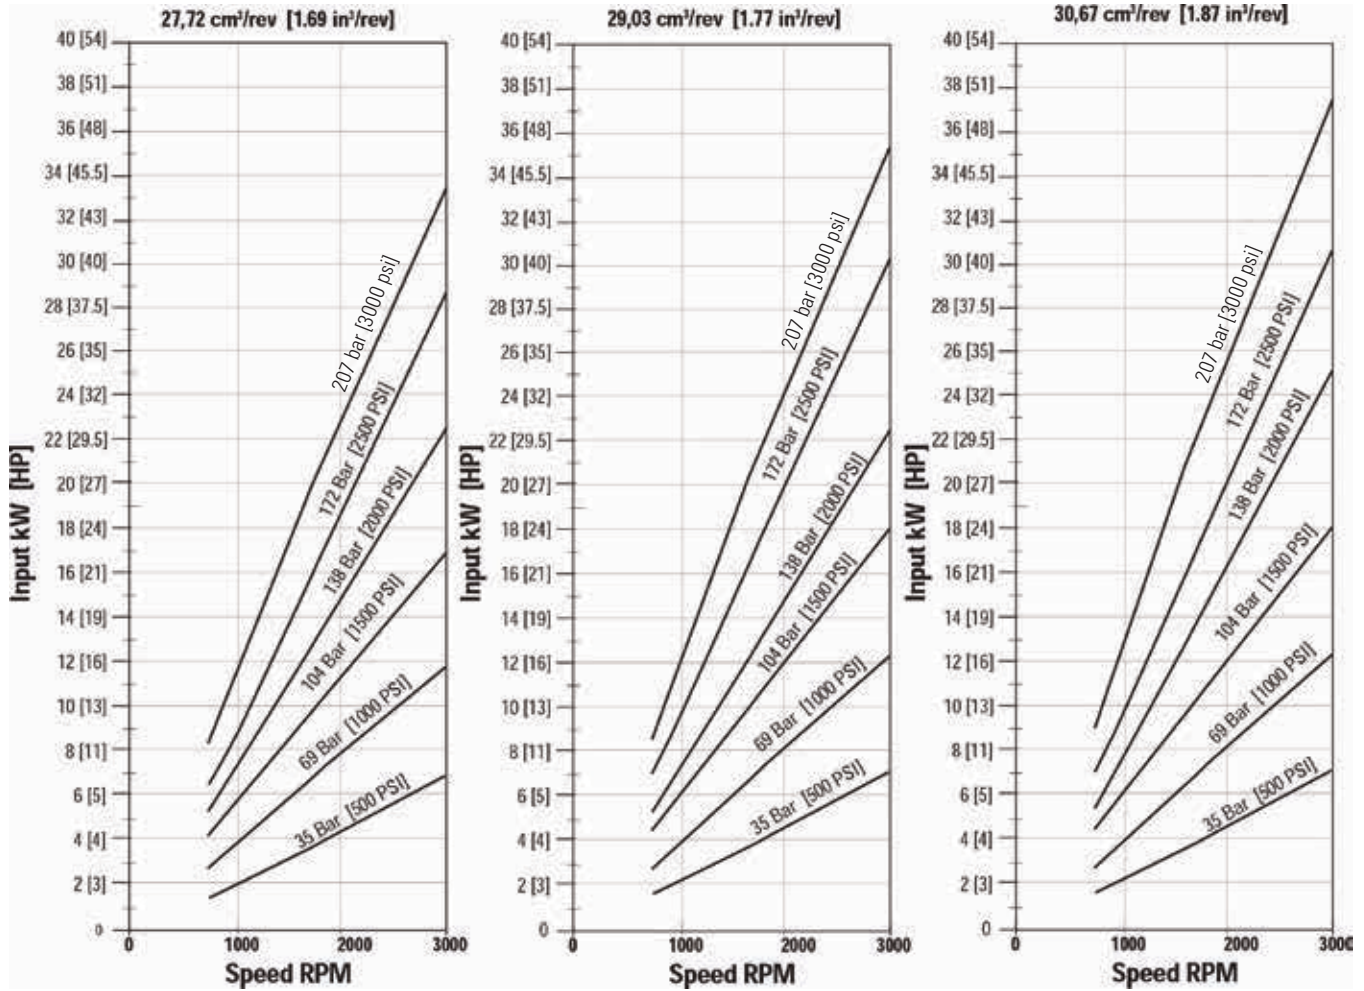 27,72 cm³/rev [1.69 in³/rev]
40 [54]
38 [51]
36 [48]
34 [45.5]
32 [43]
30 [40]
28 [37.5]
26 [35]
24 [32]
22 [29.5]
20 [27]
18 [24]
16 [21]
14 [19]
12 [16]
10 [13]
8 [11]
6 [5]
4 [4]
2 [3]
0
Input kW [HP]
207 bar [3000 psi]
172 Bar [2500 PSI]
138 Bar [2000 PSI]
104 Bar [1500 PSI]
69 Bar [1000 PSI]
35 Bar [500 PSI]
0 1000 2000 3000
Speed RPM
29,03 cm³/rev [1.77 in³/rev]
40 [54]
38 [51]
36 [48]
34 [45.5]
32 [43]
30 [40]
28 [37.5]
26 [35]
24 [32]
22 [29.5]
20 [27]
18 [24]
16 [21]
14 [19]
12 [16]
10 [13]
8 [11]
6 [5]
4 [4]
2 [3]
0
Input kW [HP]
207 bar [3000 psi]
172 Bar [2500 PSI]
138 Bar [2000 PSI]
104 Bar [1500 PSI]
69 Bar [1000 PSI]
35 Bar [500 PSI]
0 1000 2000 3000
Speed RPM
30,67 cm³/rev [1.87 in³/rev]
40 [54]
38 [51]
36 [48]
34 [45.5]
32 [43]
30 [40]
28 [37.5]
26 [35]
24 [32]
22 [29.5]
20 [27]
18 [24]
16 [21]
14 [19]
12 [16]
10 [13]
8 [11]
6 [5]
4 [4]
2 [3]
0
Input kW [HP]
207 bar [3000 psi]
172 Bar [2500 PSI]
138 Bar [2000 PSI]
104 Bar [1500 PSI]
69 Bar [1000 PSI]
35 Bar [500 PSI]
0 1000 2000 3000
Speed RPM